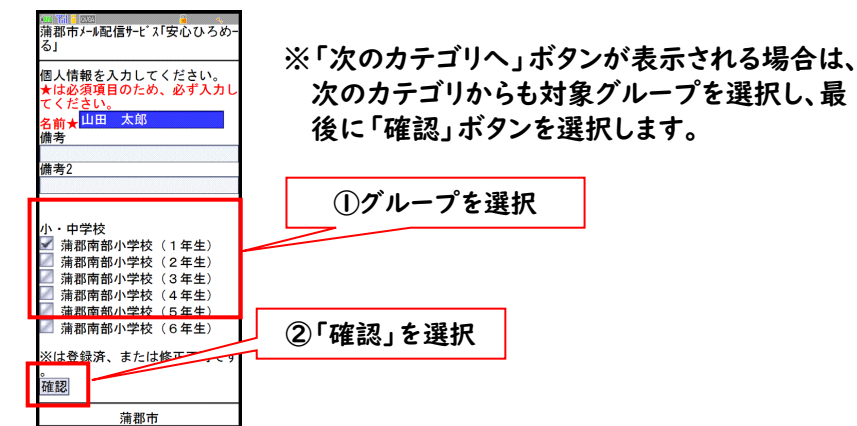 蒲郡市メール配信サービス「安心ひろめー
る」
個人情報を入力してください。
★は必須項目のため、必ず入力し
てください。
名前★山田 太郎
備考
備考2
小・中学校
蒲郡南部小学校(1年生)
蒲郡南部小学校(2年生)
蒲郡南部小学校(3年生)
蒲郡南部小学校(4年生)
蒲郡南部小学校(5年生)
蒲郡南部小学校(6年生)
※は登録済、または修正不可です
。
確認
蒲郡市
※「次のカテゴリへ」ボタンが表示される場合は、
次のカテゴリからも対象グループを選択し、最
後に「確認」ボタンを選択します。
①グループを選択
②「確認」を選択